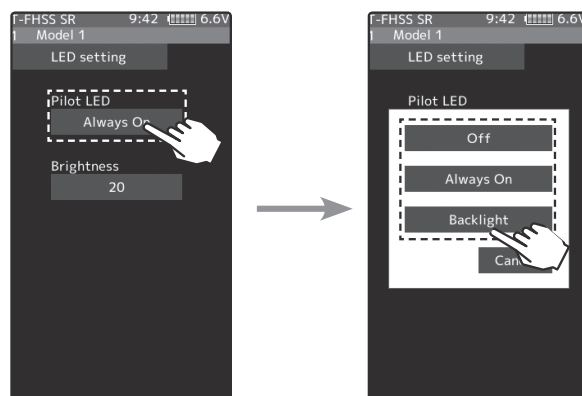 T-FHSS SR 9:42 6.6V
1 Model 1
LED setting
Pilot LED
Always On
Brightness
20
T-FHSS SR 9:42 6.6V
1 Model 1
LED setting
Pilot LED
Off
Always On
Backlight